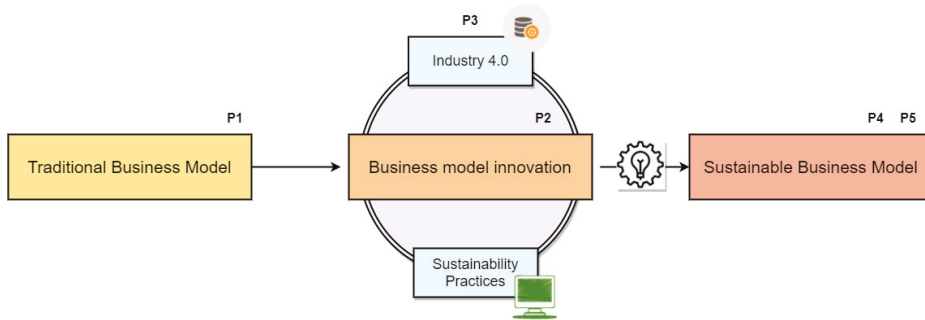 P3
Industry 4.0
P1
P2
P4 P5
Traditional Business Model
Business model innovation
Sustainable Business Model
Sustainability
Practices